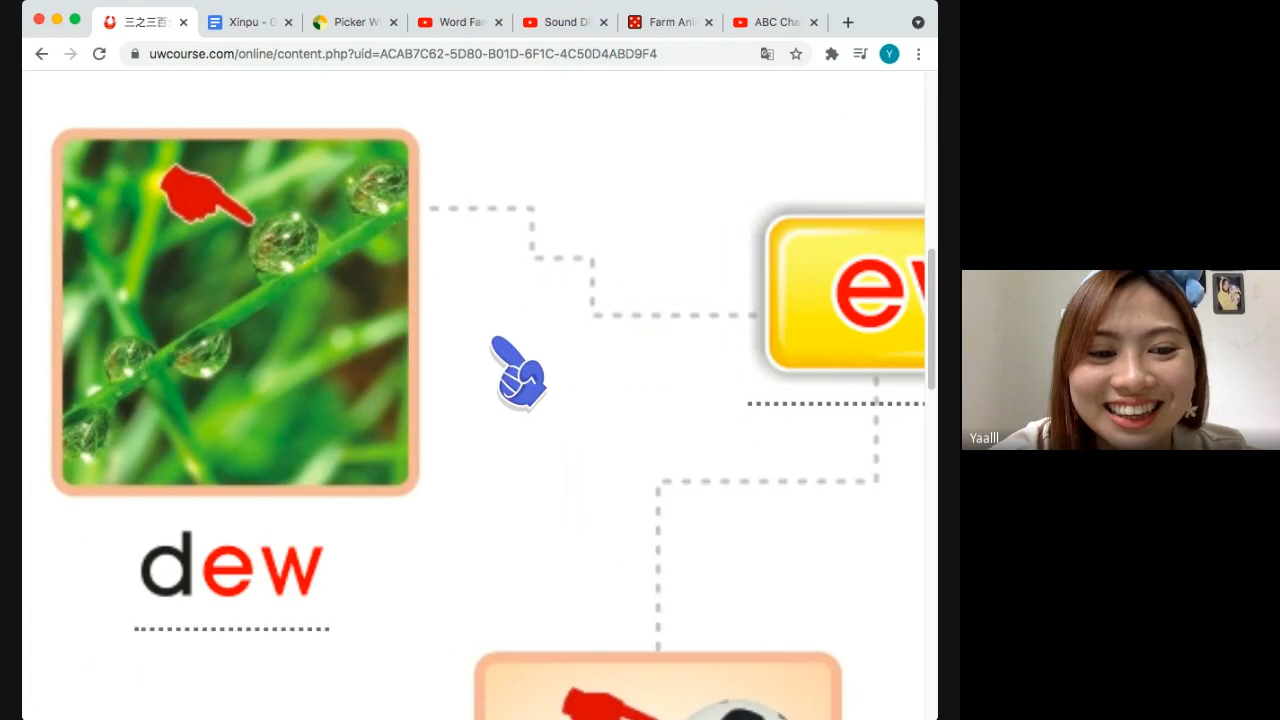 三之三百
Xinpu - G
Picker W
Word Fam
Sound Di
Farm Ani
ABC Cha
uwcourse.com/online/content.php?uid=ACAB7C62-5D80-B01D-6F1C-4C50D4ABD9F4
Y
ew
dew
Yaalll